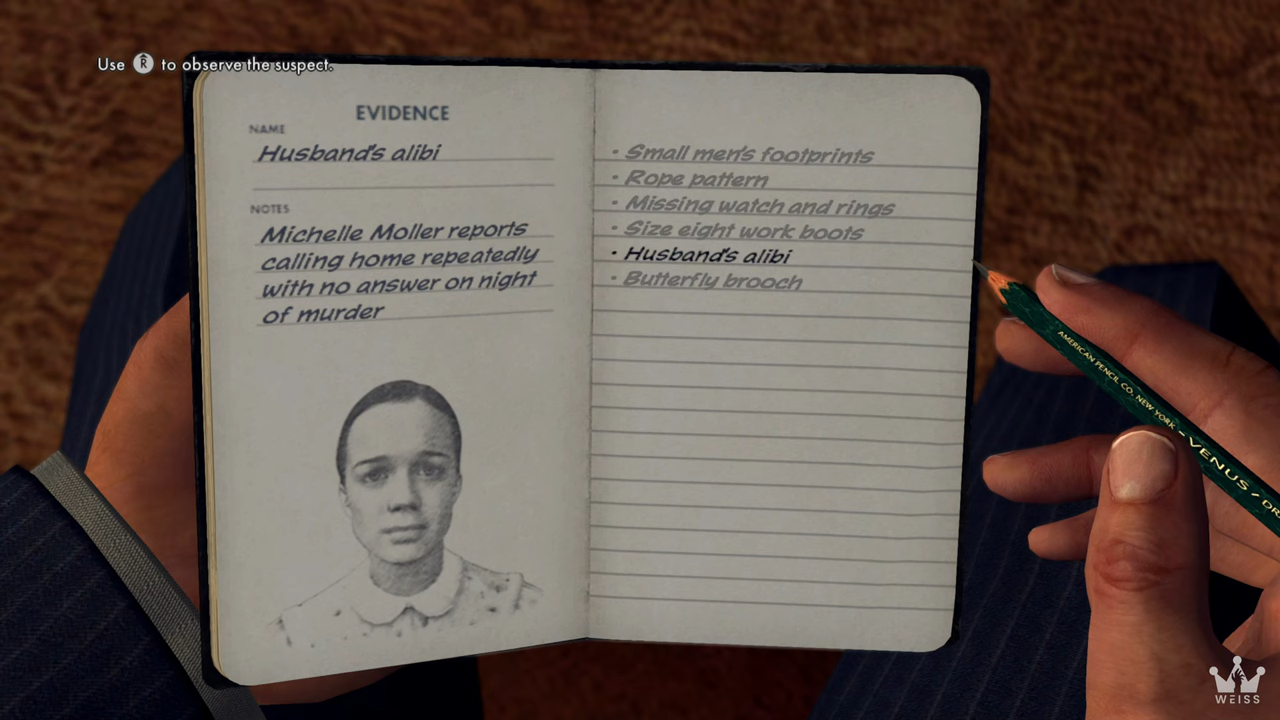 Use R to observe the suspect.
EVIDENCE
NAME
Husband's alibi
NOTES
Michelle Moller reports
calling home repeatedly
with no answer on night
of murder
• Small men's footprints
• Rope pattern
• Missing watch and rings
• Size eight work boots
• Husband's alibi
• Butterfly brooch
AMERICAN PENCIL CO. NEW YORK - VENUS / DR
WEISS